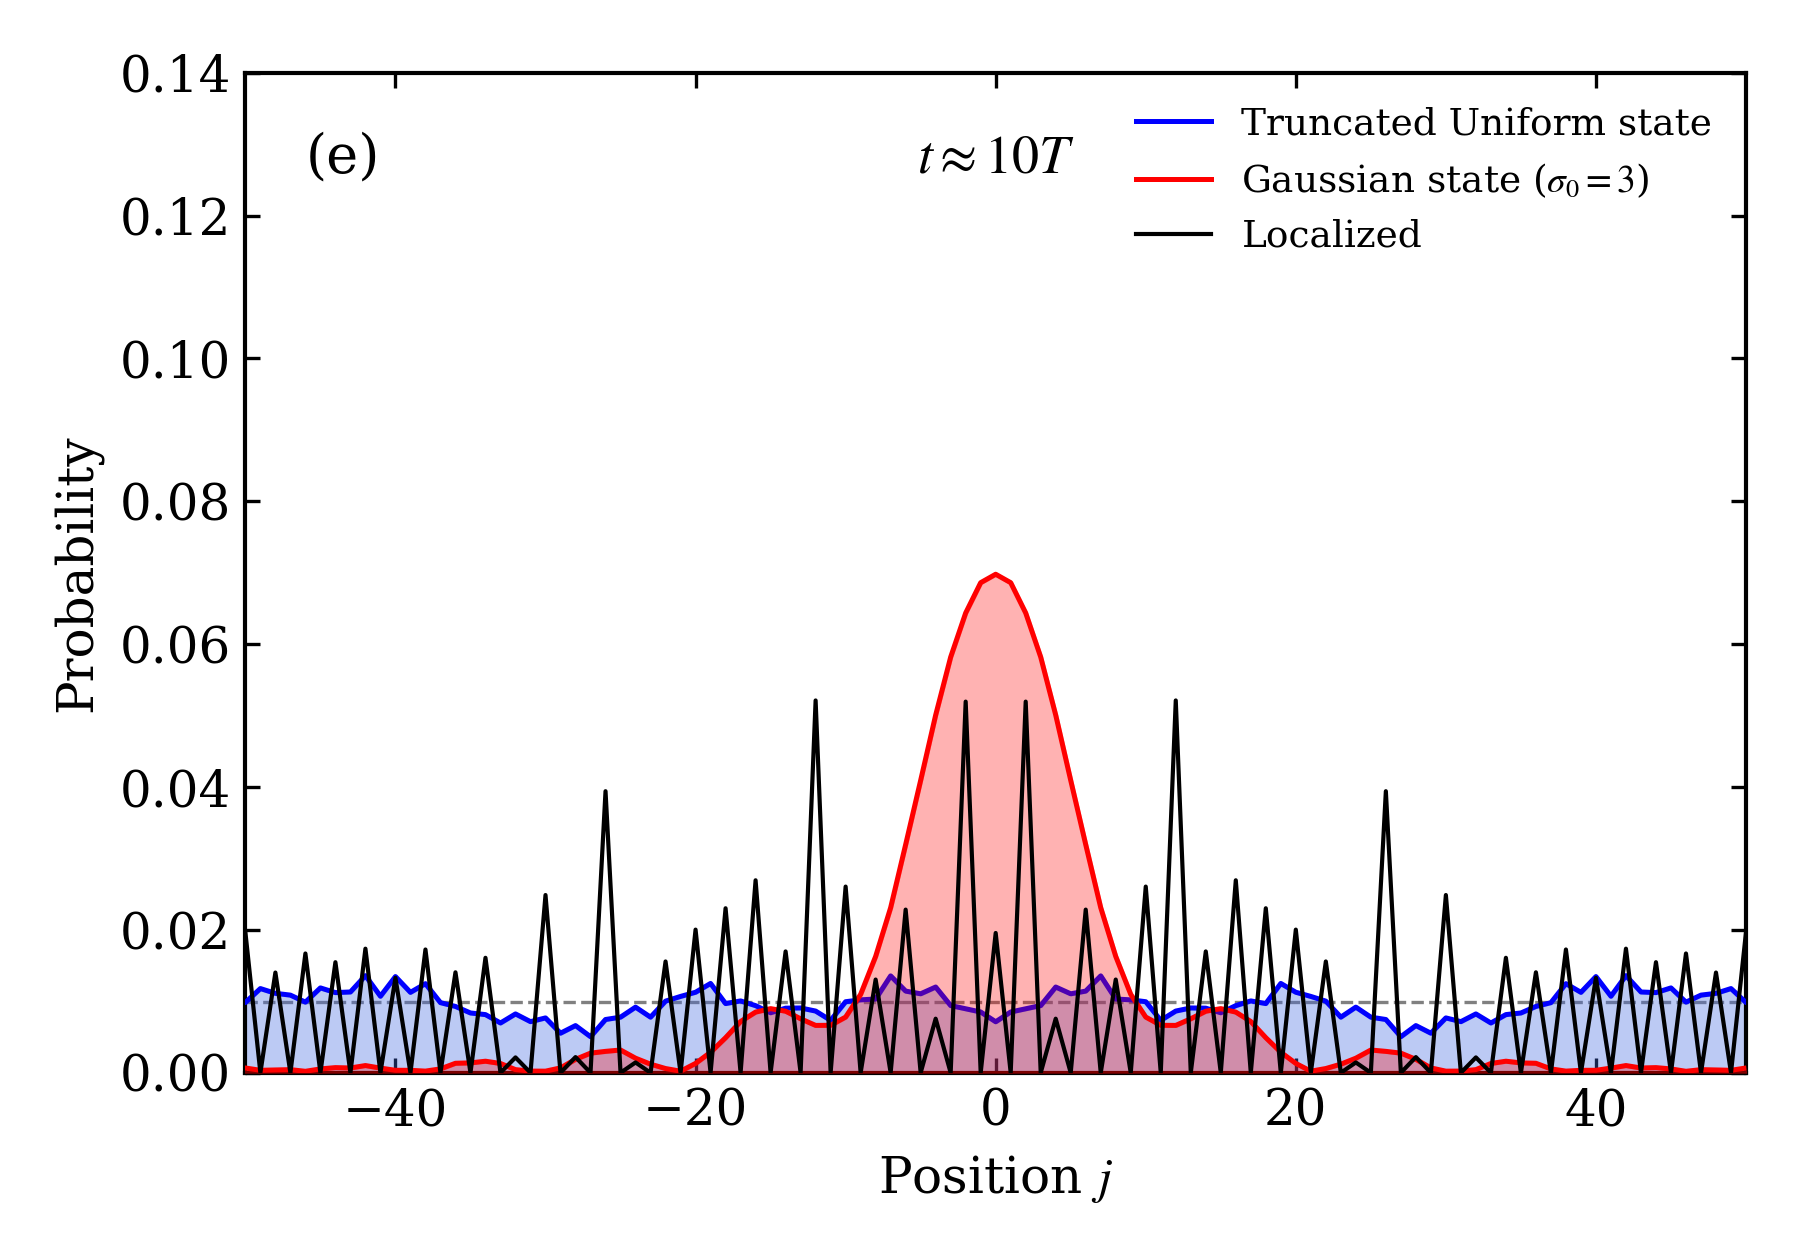 0.14
0.12
0.10
0.08
0.06
0.04
0.02
0.00
Probability
(e)
t ≈ 10T
Truncated Uniform state
Gaussian state (σ₀ = 3)
Localized
−40
−20
0
20
40
Position j